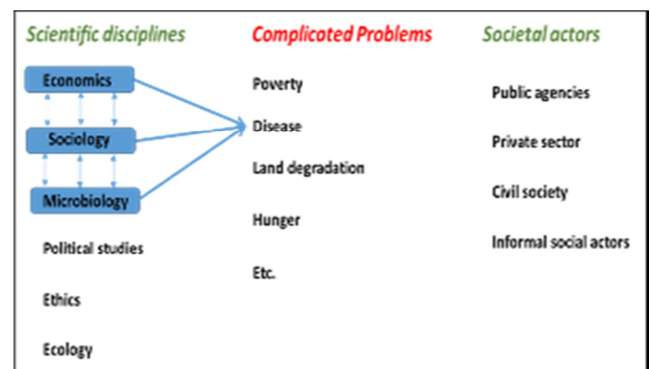 Scientific disciplines
Complicated Problems
Societal actors
Economics
Sociology
Microbiology
Political studies
Ethics
Ecology
Poverty
Disease
Land degradation
Hunger
Etc.
Public agencies
Private sector
Civil society
Informal social actors